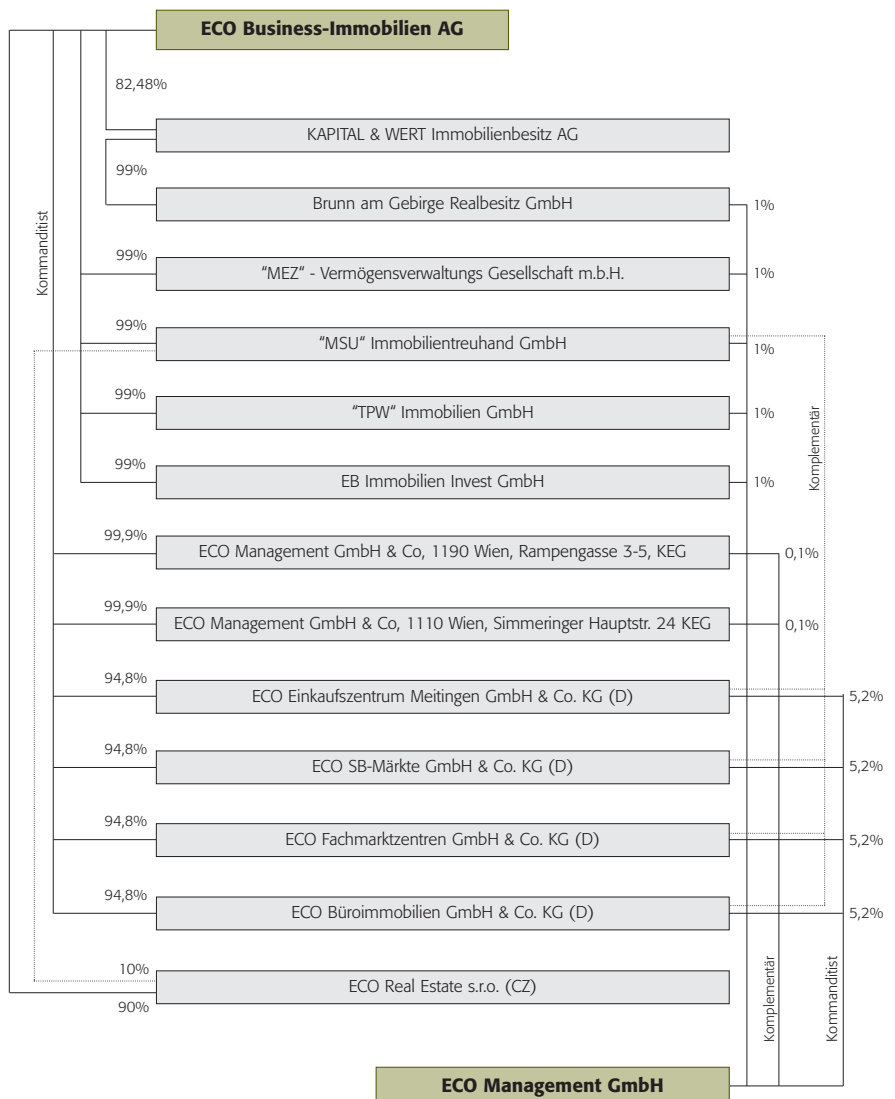 ECO Business-Immobilien AG
82,48%
KAPITAL & WERT Immobilienbesitz AG
99%
Brunn am Gebirge Realbesitz GmbH
1%
Kommanditist
99%
“MEZ“ - Vermögensverwaltungs Gesellschaft m.b.H.
1%
99%
“MSU“ Immobilientreuhand GmbH
1%
99%
“TPW“ Immobilien GmbH
1%
Komplementär
99%
EB Immobilien Invest GmbH
1%
99,9%
ECO Management GmbH & Co, 1190 Wien, Rampengasse 3-5, KEG
0,1%
99,9%
ECO Management GmbH & Co, 1110 Wien, Simmeringer Hauptstr. 24 KEG
0,1%
94,8%
ECO Einkaufszentrum Meitingen GmbH & Co. KG (D)
5,2%
94,8%
ECO SB-Märkte GmbH & Co. KG (D)
5,2%
94,8%
ECO Fachmarktzentren GmbH & Co. KG (D)
5,2%
94,8%
ECO Büroimmobilien GmbH & Co. KG (D)
5,2%
10%
ECO Real Estate s.r.o. (CZ)
90%
Komplementär
Kommanditist
ECO Management GmbH